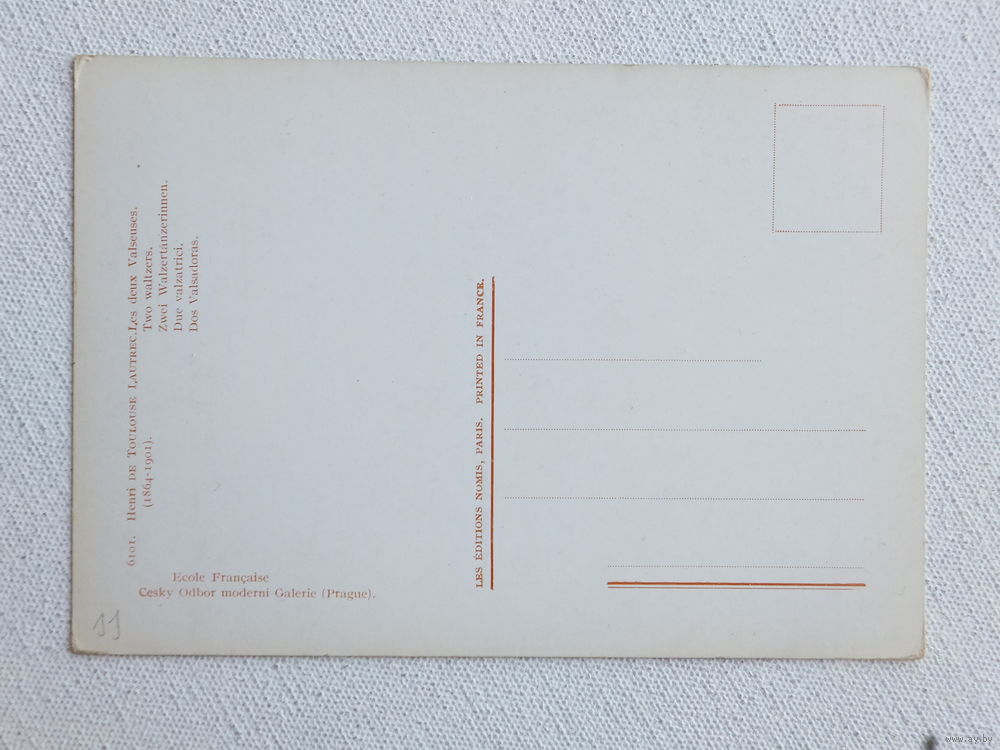 6101. Henri DE TOULOUSE LAUTREC. Les deux Valseuses.
(1864-1901). Two waltzers.
Zwei Walzertänzerinnen.
Due valzatrici.
Dos Valsadoras.
Ecole Française
Cesky Odbor moderni Galerie (Prague).
LES ÉDITIONS NOMIS, PARIS. PRINTED IN FRANCE.
www.ay.by